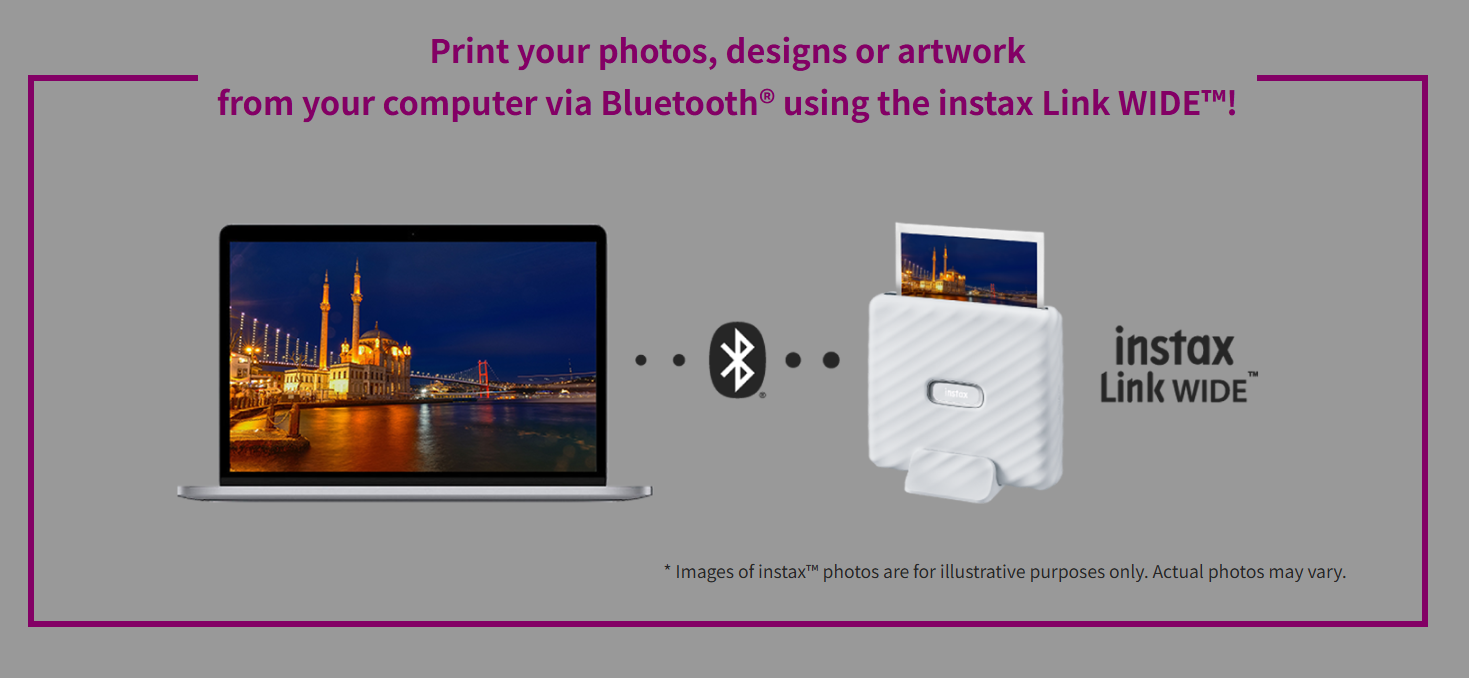 Print your photos, designs or artwork
from your computer via Bluetooth® using the instax Link WIDE™!
®
instax
instax
Link WIDE™
* Images of instax™ photos are for illustrative purposes only. Actual photos may vary.